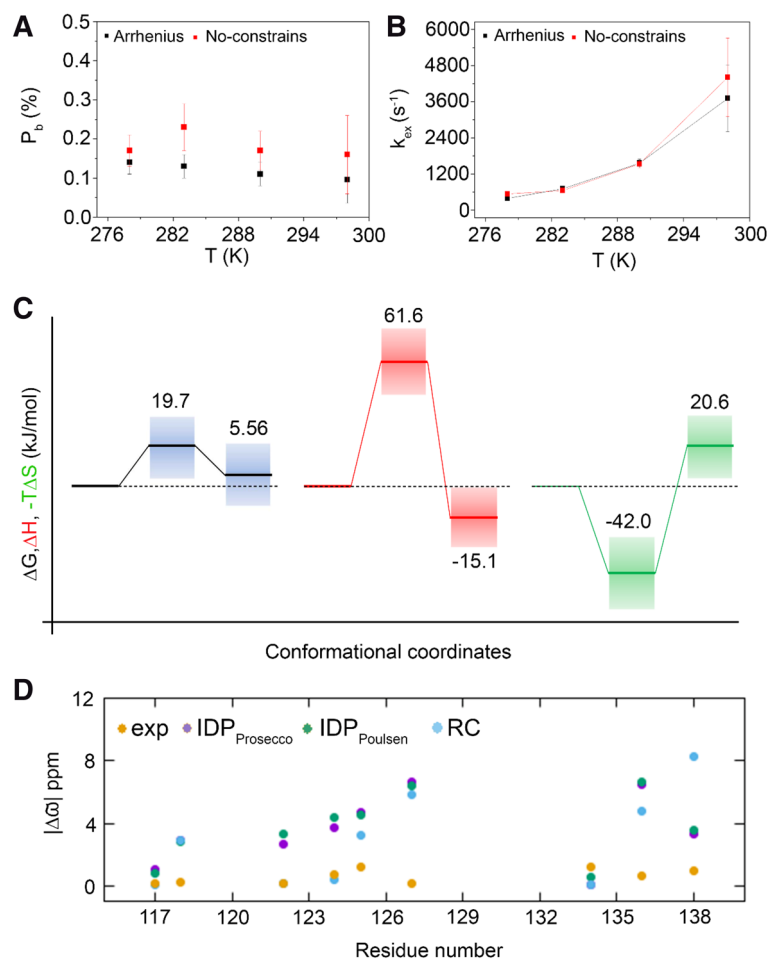 A
Arrhenius No-constrains
0.5
0.4
0.3
0.2
0.1
0.0
P_b (%)
276 282 288 294 300
T (K)
B
Arrhenius No-constrains
6000
4800
3600
2400
1200
0
k_ex (s⁻¹)
276 282 288 294 300
T (K)
C
ΔG,ΔH, -TΔS (kJ/mol)
19.7
5.56
61.6
-15.1
-42.0
20.6
Conformational coordinates
D
exp IDP_Prosecco IDP_Poulsen RC
12
8
4
0
|Δϖ| ppm
117 120 123 126 129 132 135 138
Residue number